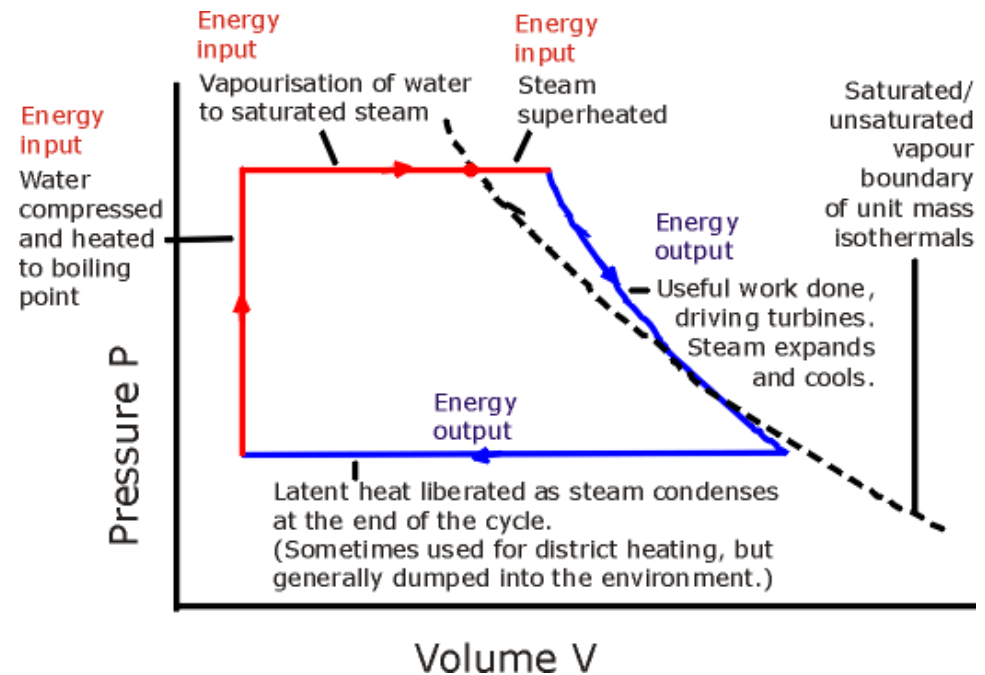 Energy
input
Vapourisation of water
to saturated steam
Energy
input
Steam
superheated
Energy
input
Water
compressed
and heated
to boiling
point
Saturated/
unsaturated
vapour
boundary
of unit mass
isothermals
Energy
output
Useful work done,
driving turbines.
Steam expands
and cools.
Energy
output
Latent heat liberated as steam condenses
at the end of the cycle.
(Sometimes used for district heating, but
generally dumped into the environment.)
Pressure P
Volume V